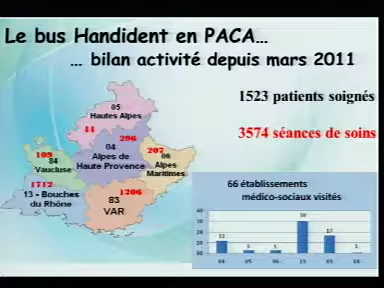 Le bus Handident en PACA…
… bilan activité depuis mars 2011
1523 patients soignés
3574 séances de soins
05
Hautes Alpes
44
296
04
Alpes de
Haute Provence
207
06
Alpes
Maritimes
109
84
Vaucluse
1712
13 - Bouches
du Rhône
1206
83
VAR
66 établissements
médico-sociaux visités